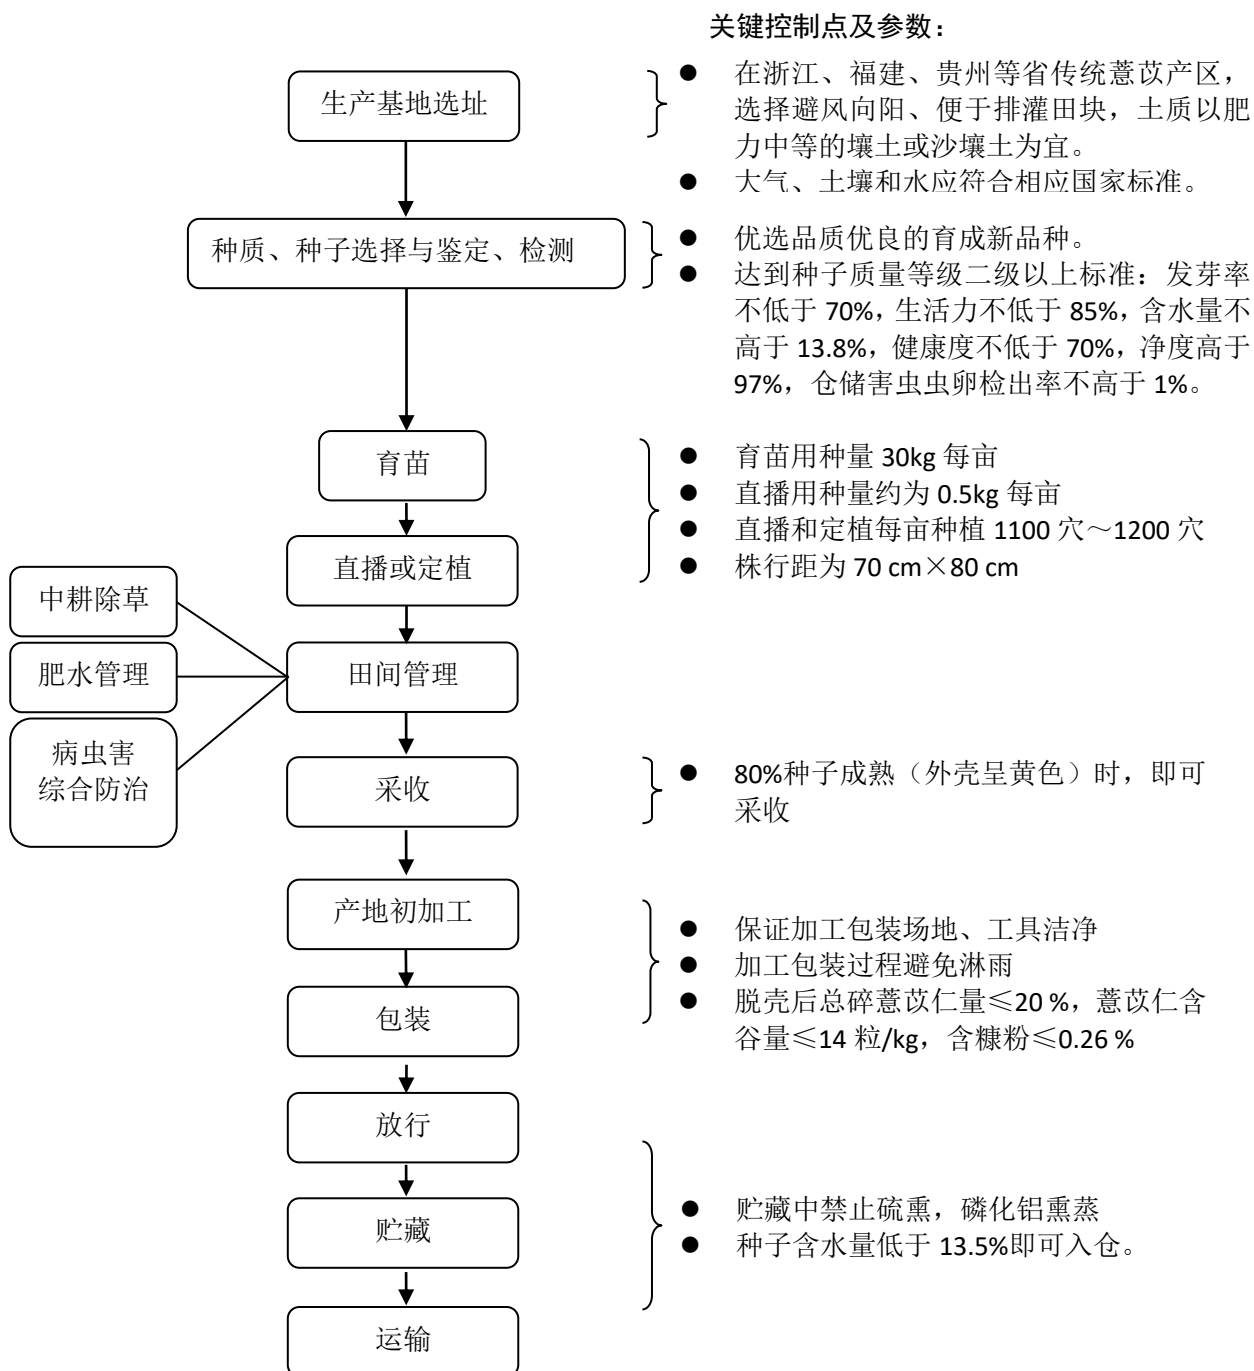 关键控制点及参数：
生产基地选址
● 在浙江、福建、贵州等省传统薏苡产区，
选择避风向阳、便于排灌田块，土质以肥
力中等的壤土或沙壤土为宜。
● 大气、土壤和水应符合相应国家标准。
种质、种子选择与鉴定、检测
● 优选品质优良的育成新品种。
● 达到种子质量等级二级以上标准：发芽率
不低于 70%，生活力不低于 85%，含水量不
高于 13.8%，健康度不低于 70%，净度高于
97%，仓储害虫虫卵检出率不高于 1%。
育苗
● 育苗用种量 30kg 每亩
● 直播用种量约为 0.5kg 每亩
● 直播和定植每亩种植 1100 穴～1200 穴
● 株行距为 70 cm×80 cm
直播或定植
中耕除草
肥水管理
病虫害
综合防治
田间管理
采收
● 80%种子成熟（外壳呈黄色）时，即可
采收
产地初加工
● 保证加工包装场地、工具洁净
● 加工包装过程避免淋雨
● 脱壳后总碎薏苡仁量≤20 %，薏苡仁含
谷量≤14 粒/kg，含糠粉≤0.26 %
包装
放行
贮藏
● 贮藏中禁止硫熏，磷化铝熏蒸
● 种子含水量低于 13.5%即可入仓。
运输